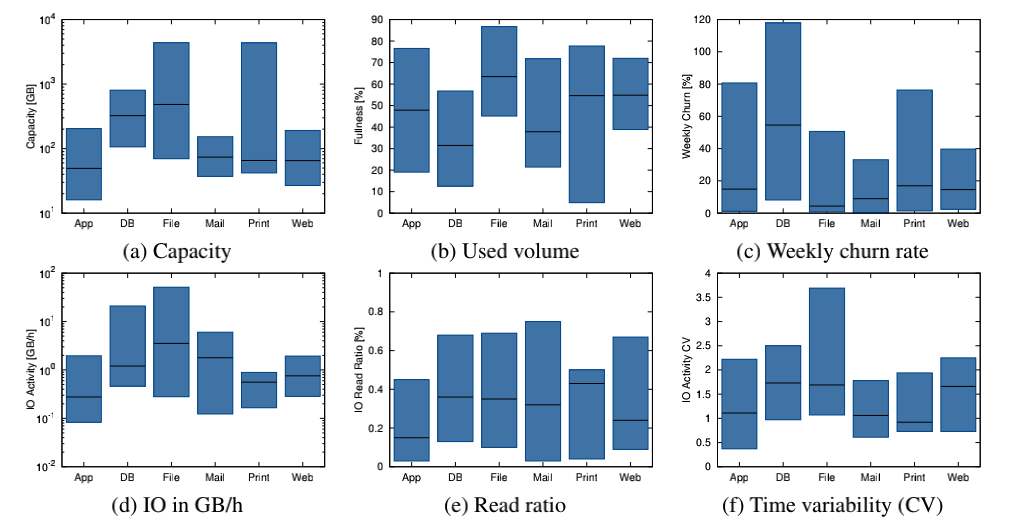 10^4
10^3
10^2
10^1
Capacity [GB]
App DB File Mail Print Web
(a) Capacity
90
80
70
60
50
40
30
20
10
0
Fullness [%]
App DB File Mail Print Web
(b) Used volume
120
100
80
60
40
20
0
Weekly Churn [%]
App DB File Mail Print Web
(c) Weekly churn rate
10^2
10^1
10^0
10^-1
10^-2
IO Activity [GB/h]
App DB File Mail Print Web
(d) IO in GB/h
1
0.8
0.6
0.4
0.2
0
IO Read Ratio [%]
App DB File Mail Print Web
(e) Read ratio
4
3.5
3
2.5
2
1.5
1
0.5
0
IO Activity CV
App DB File Mail Print Web
(f) Time variability (CV)